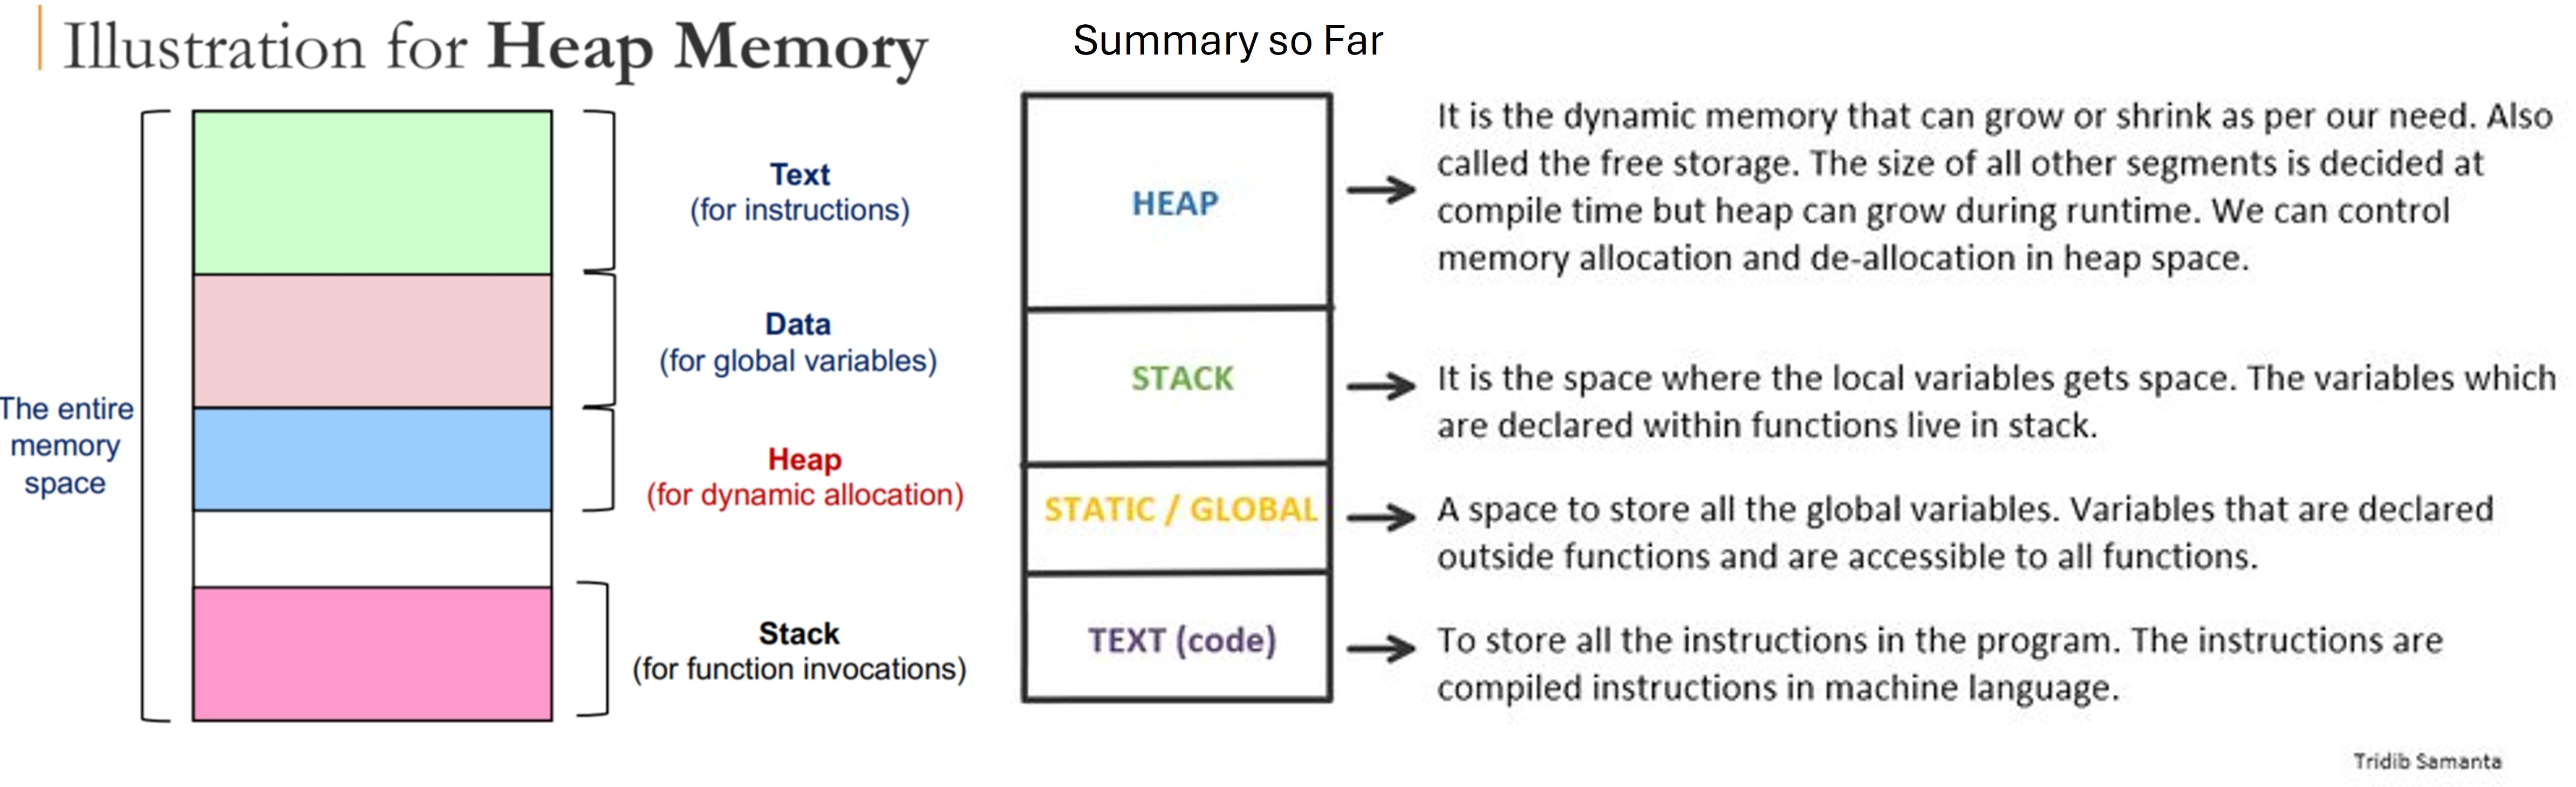 Illustration for Heap Memory
The entire
memory
space
Text
(for instructions)
Data
(for global variables)
Heap
(for dynamic allocation)
Stack
(for function invocations)
Summary so Far
HEAP
It is the dynamic memory that can grow or shrink as per our need. Also
called the free storage. The size of all other segments is decided at
compile time but heap can grow during runtime. We can control
memory allocation and de-allocation in heap space.
STACK
It is the space where the local variables gets space. The variables which
are declared within functions live in stack.
STATIC / GLOBAL
A space to store all the global variables. Variables that are declared
outside functions and are accessible to all functions.
TEXT (code)
To store all the instructions in the program. The instructions are
compiled instructions in machine language.
Tridib Samanta